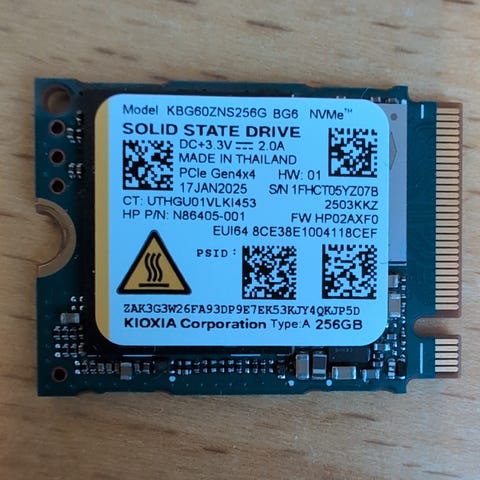 Model KBG60ZNS256G BG6 NVMe™
SOLID STATE DRIVE
DC+3.3V⎓2.0A
MADE IN THAILAND
PCIe Gen4x4 HW: 01
17JAN2025 S/N 1FHCT05YZ07B
CT: UTHGU01VLKI453 2503KKZ
HP P/N: N86405-001 FW HP02AXF0
EUI64 8CE38E1004118CEF
PSID:
ZAK3G3W26FA93DP9E7EK53KJY4QKJP5D
KIOXIA Corporation Type:A 256GB